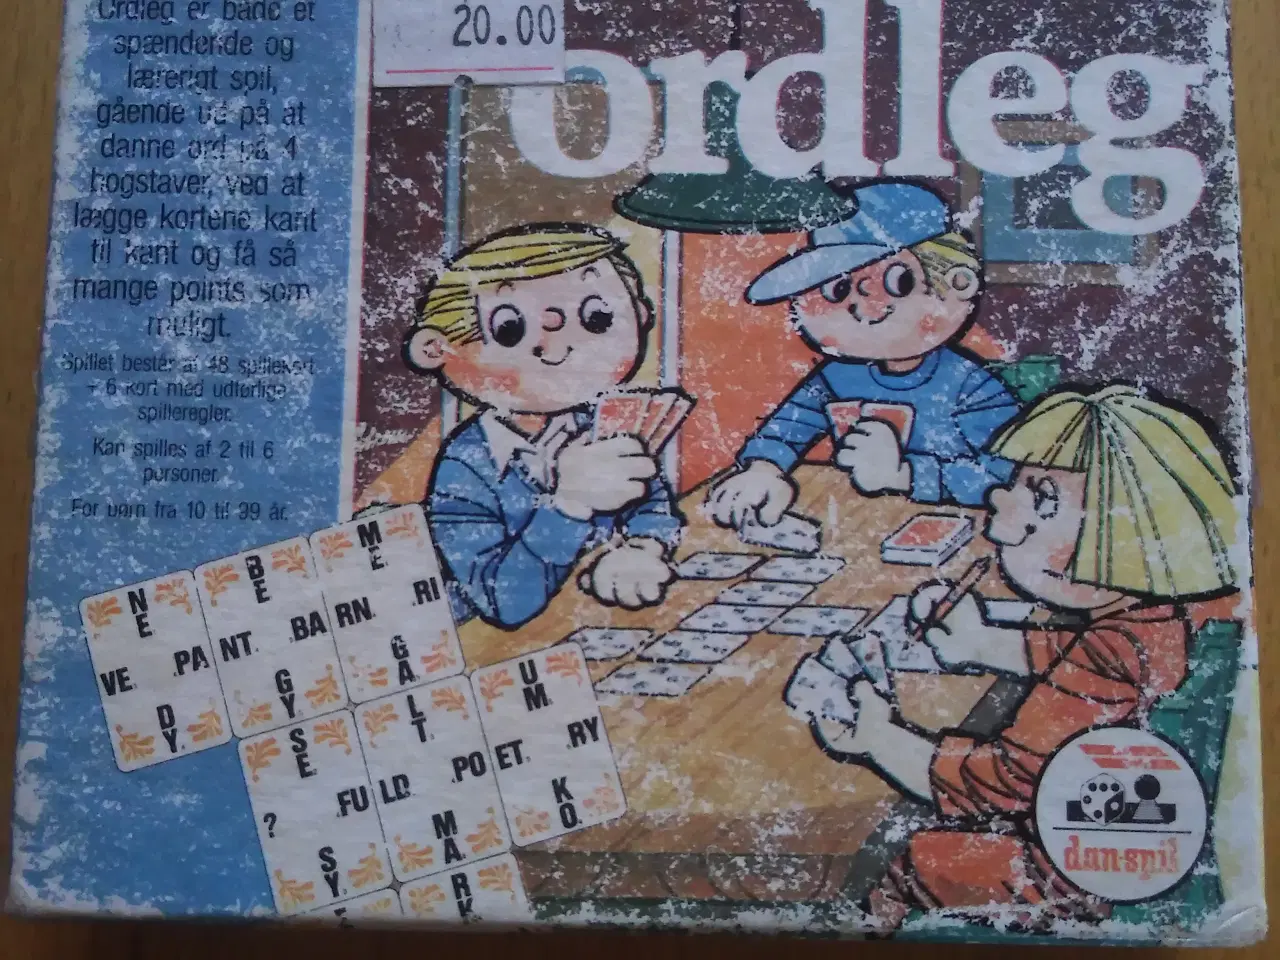 Ordleg er både et
spændende og
lærerigt spil,
gående ud på at
danne ord på 4
bogstaver, ved at
lægge kortene kant
til kant og få så
mange points som
muligt.
Spillet består af 48 spillekort
+ 6 kort med udførlige
spilleregler.
Kan spilles af 2 til 6
personer.
For børn fra 10 til 99 år.
20.00
ordleg
NE
VE
PA
DY.
BE
NT.
.BA
GY
ME
RN.
.RI
GA
SE
?
.FU
SY.
LT
LD.
.PO
MA.
UM
ET.
.RY
KO.
RK
dan-spil